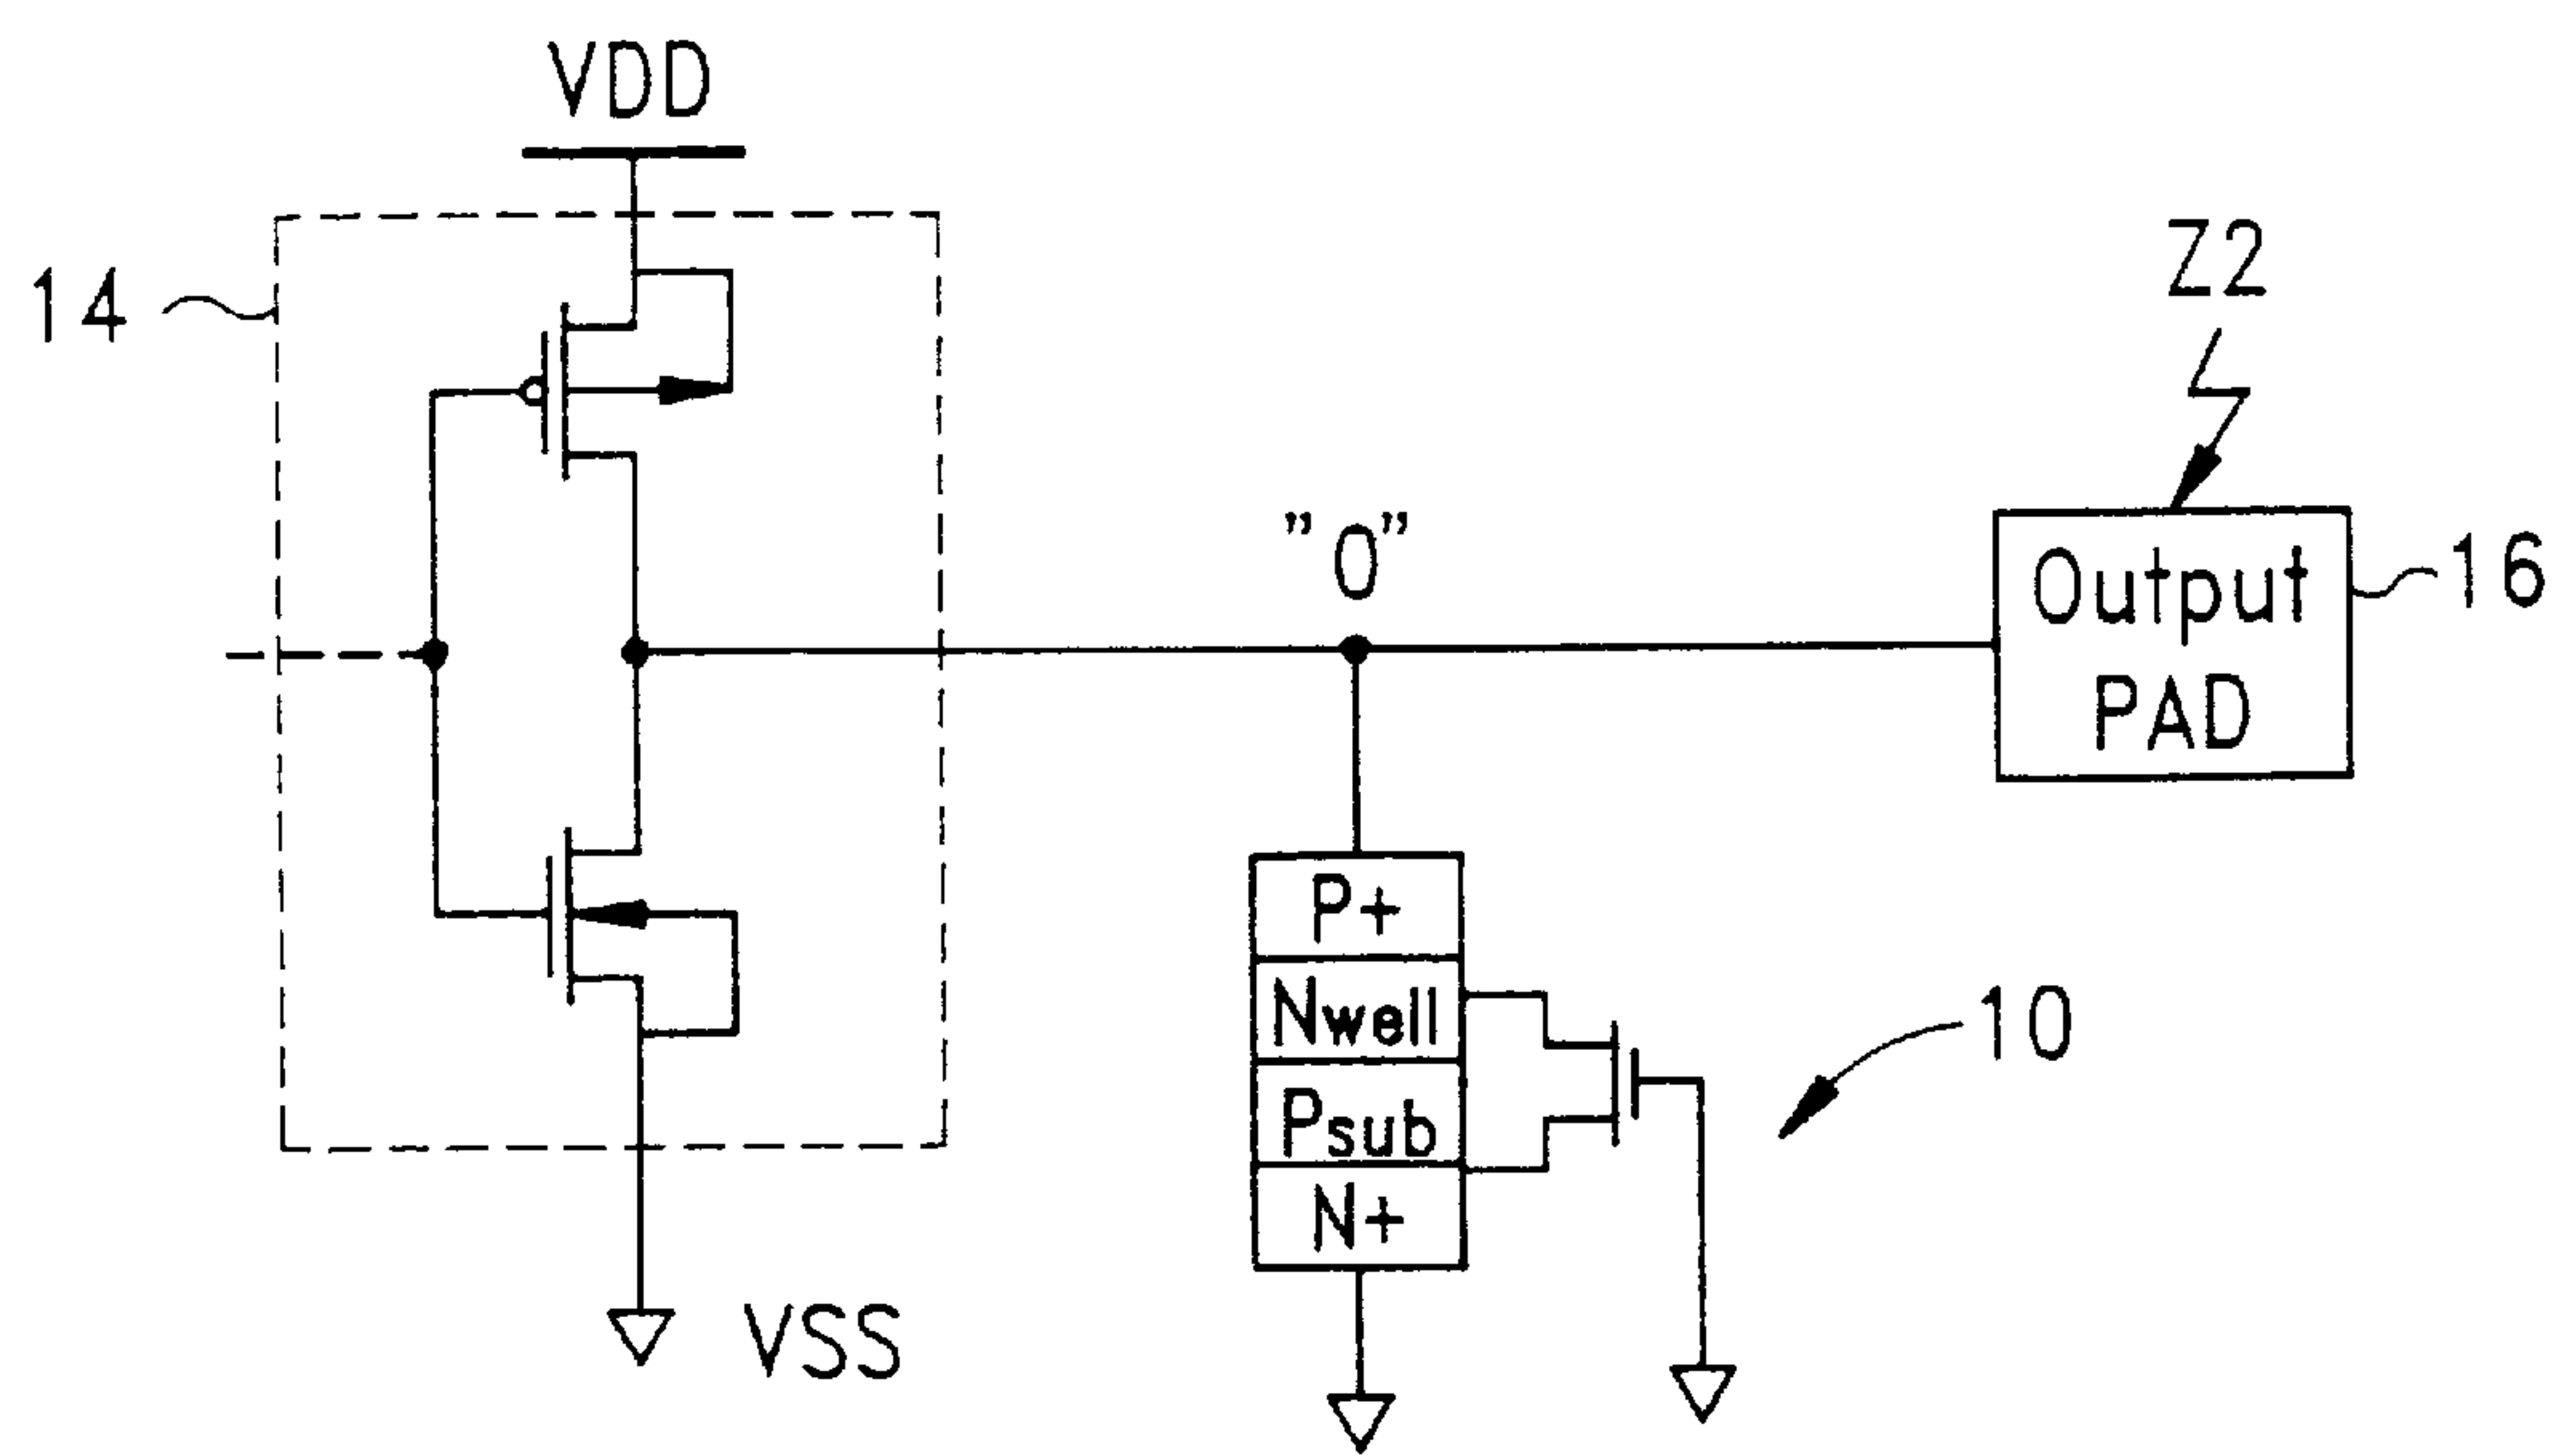 VDD
14
Z2
"0"
Output
PAD
16
P+
Nwell
Psub
N+
10
VSS